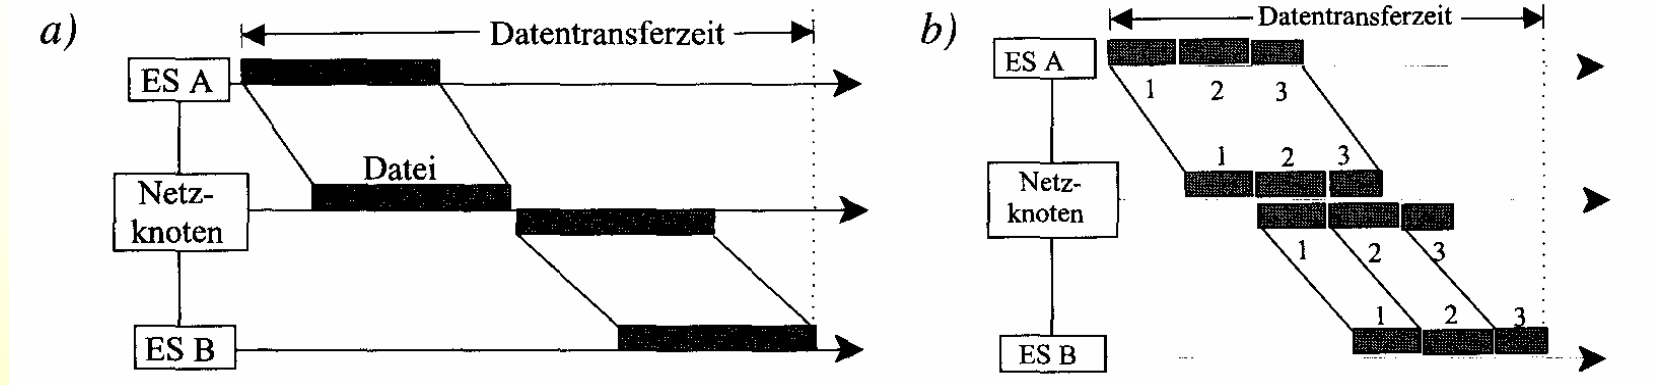 a)
Datentransferzeit
ES A
Datei
Netz-
knoten
ES B
b)
Datentransferzeit
ES A
1 2 3
1 2 3
Netz-
knoten
1 2 3
1 2 3
ES B